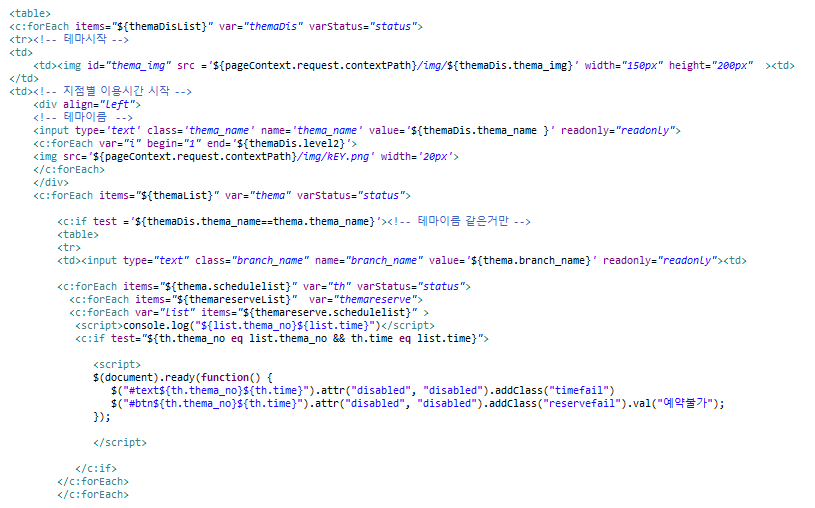 <table>
<c:forEach items="${themaDisList}" var="themaDis" varStatus="status">
<tr><!-- 테마시작 -->
<td>
<td><img id="thema_img" src ='${pageContext.request.contextPath}/img/${themaDis.thema_img}' width="150px" height="200px"  ><td>
</td>
<td><!-- 지점별 이용시간 시작 -->
<div align="left">
<!-- 테마이름  -->
<input type='text' class='thema_name' name='thema_name' value='${themaDis.thema_name }' readonly="readonly">
<c:forEach var="i" begin="1" end='${themaDis.level2}'>
<img src='${pageContext.request.contextPath}/img/kEY.png' width='20px'>
</c:forEach>
</div>
<c:forEach items="${themaList}" var="thema" varStatus="status">
<c:if test ='${themaDis.thema_name==thema.thema_name}'><!-- 테마이름 같은거만 -->
<table>
<tr>
<td><input type="text" class="branch_name" name="branch_name" value='${thema.branch_name}' readonly="readonly"><td>
<c:forEach items="${thema.schedulelist}" var="th" varStatus="status">
<c:forEach items="${themareserveList}"  var="themareserve">
<c:forEach var="list" items="${themareserve.schedulelist}" >
<script>console.log("${list.thema_no}${list.time}")</script>
<c:if test="${th.thema_no eq list.thema_no && th.time eq list.time}">
<script>
$(document).ready(function() {
$("#text${th.thema_no}${th.time}").attr("disabled", "disabled").addClass("timefail")
$("#btn${th.thema_no}${th.time}").attr("disabled", "disabled").addClass("reservefail").val("예약불가");
});
</script>
</c:if>
</c:forEach>
</c:forEach>